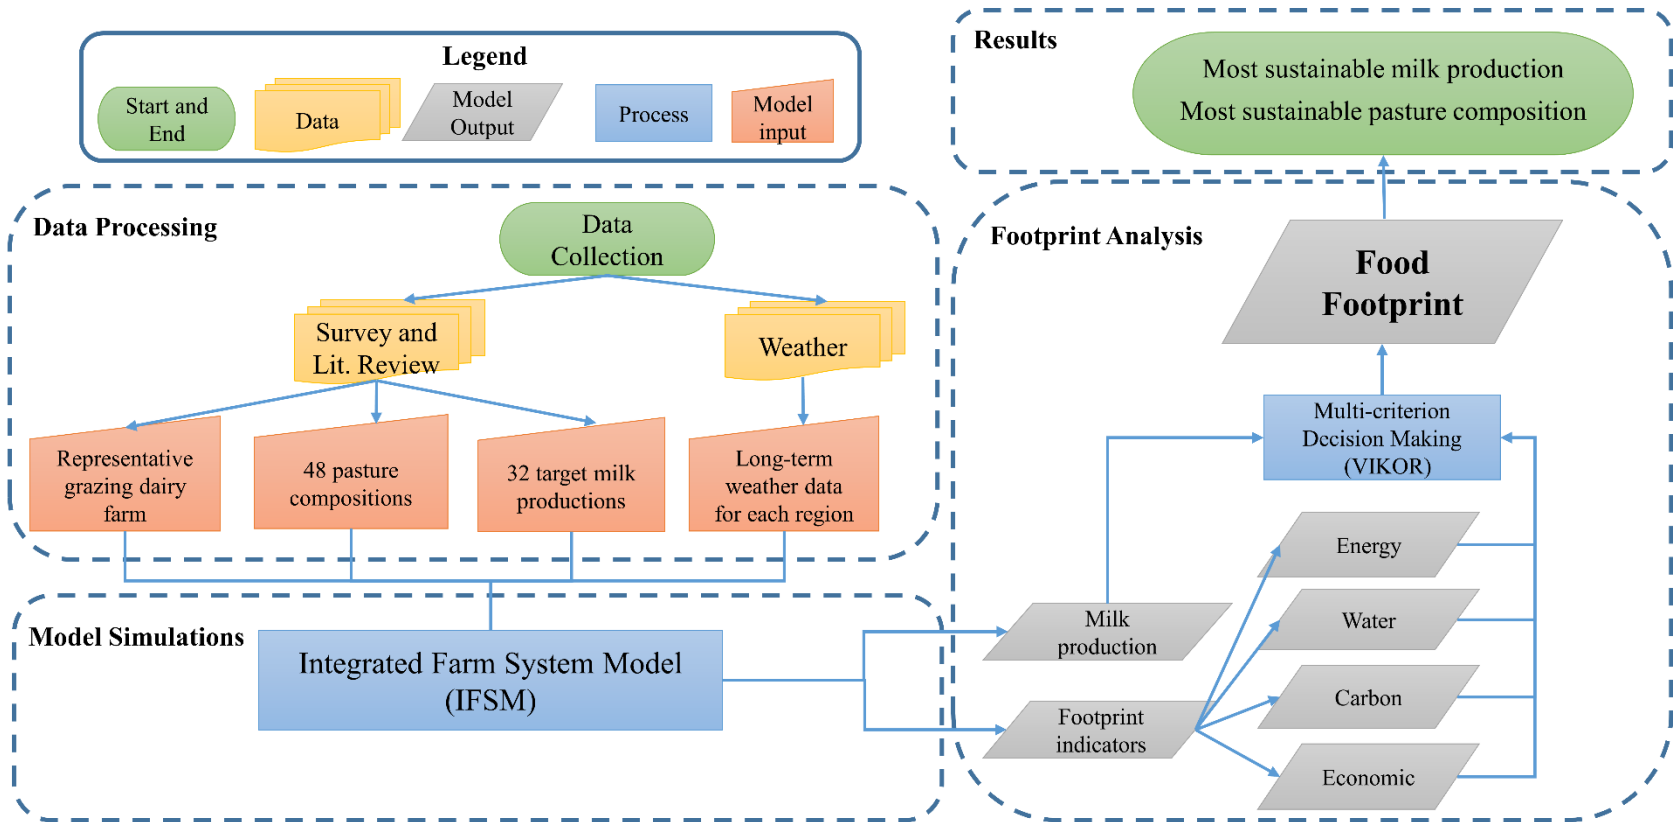 Legend
Start and
End
Data
Model
Output
Process
Model
input
Data Processing
Data
Collection
Survey and
Lit. Review
Weather
Representative
grazing dairy
farm
48 pasture
compositions
32 target milk
productions
Long-term
weather data
for each region
Model Simulations
Integrated Farm System Model
(IFSM)
Results
Most sustainable milk production
Most sustainable pasture composition
Footprint Analysis
Food
Footprint
Multi-criterion
Decision Making
(VIKOR)
Milk
production
Footprint
indicators
Energy
Water
Carbon
Economic